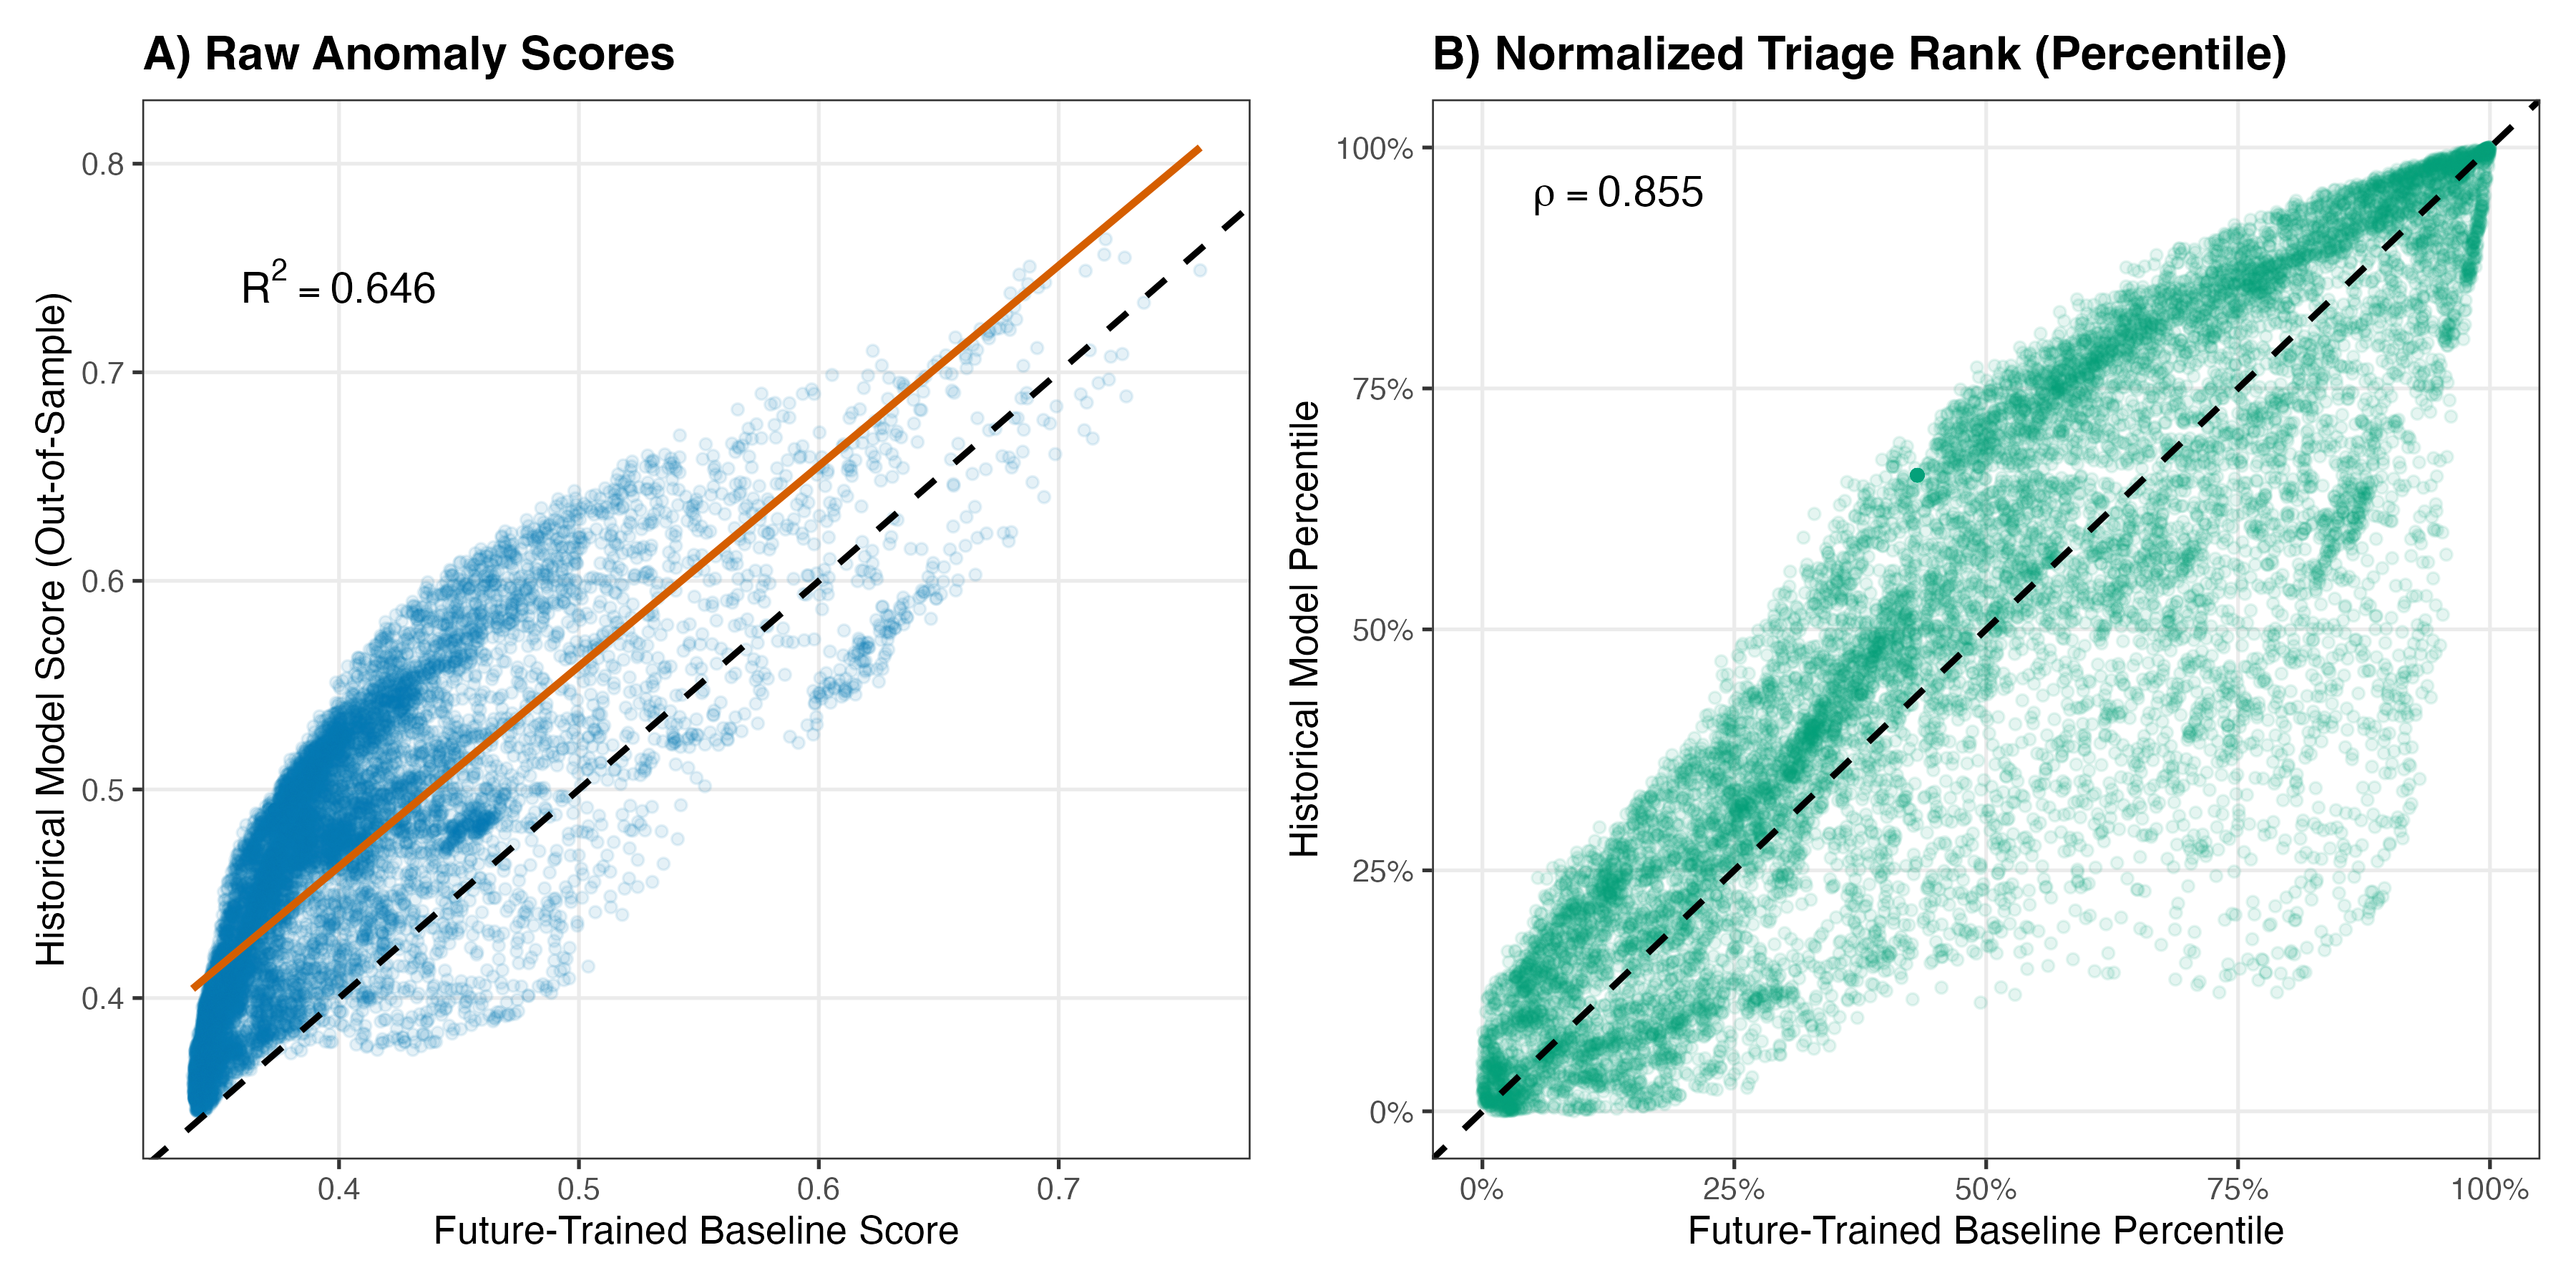 A) Raw Anomaly Scores
Historical Model Score (Out-of-Sample)
0.8
0.7
0.6
0.5
0.4
R² = 0.646
0.4 0.5 0.6 0.7
Future-Trained Baseline Score
B) Normalized Triage Rank (Percentile)
Historical Model Percentile
100%
75%
50%
25%
0%
ρ = 0.855
0% 25% 50% 75% 100%
Future-Trained Baseline Percentile